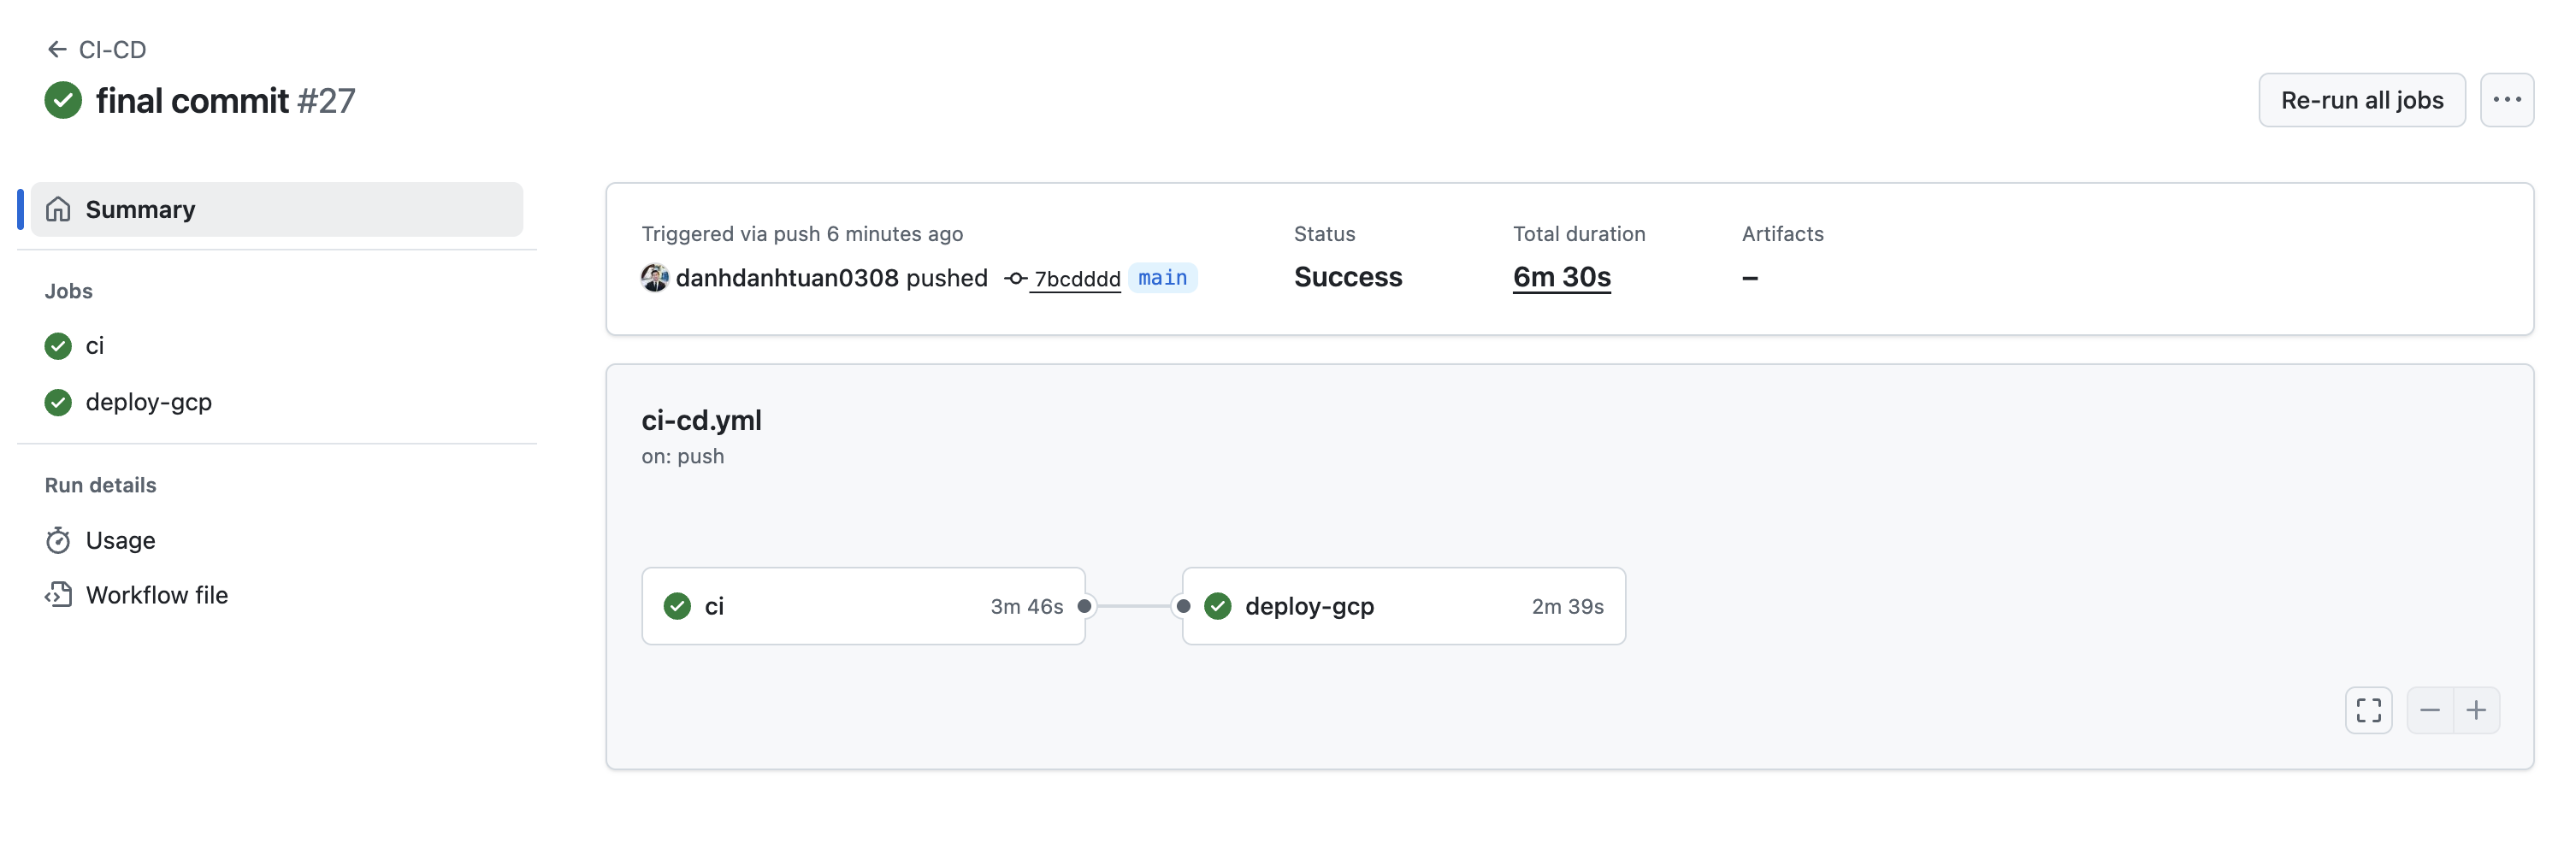 CI-CD
final commit #27
Re-run all jobs
Summary
Jobs
ci
deploy-gcp
Run details
Usage
Workflow file
Triggered via push 6 minutes ago
danhdanhtuan0308 pushed 7bcdddd main
Status
Success
Total duration
6m 30s
Artifacts
–
ci-cd.yml
on: push
ci 3m 46s
deploy-gcp 2m 39s